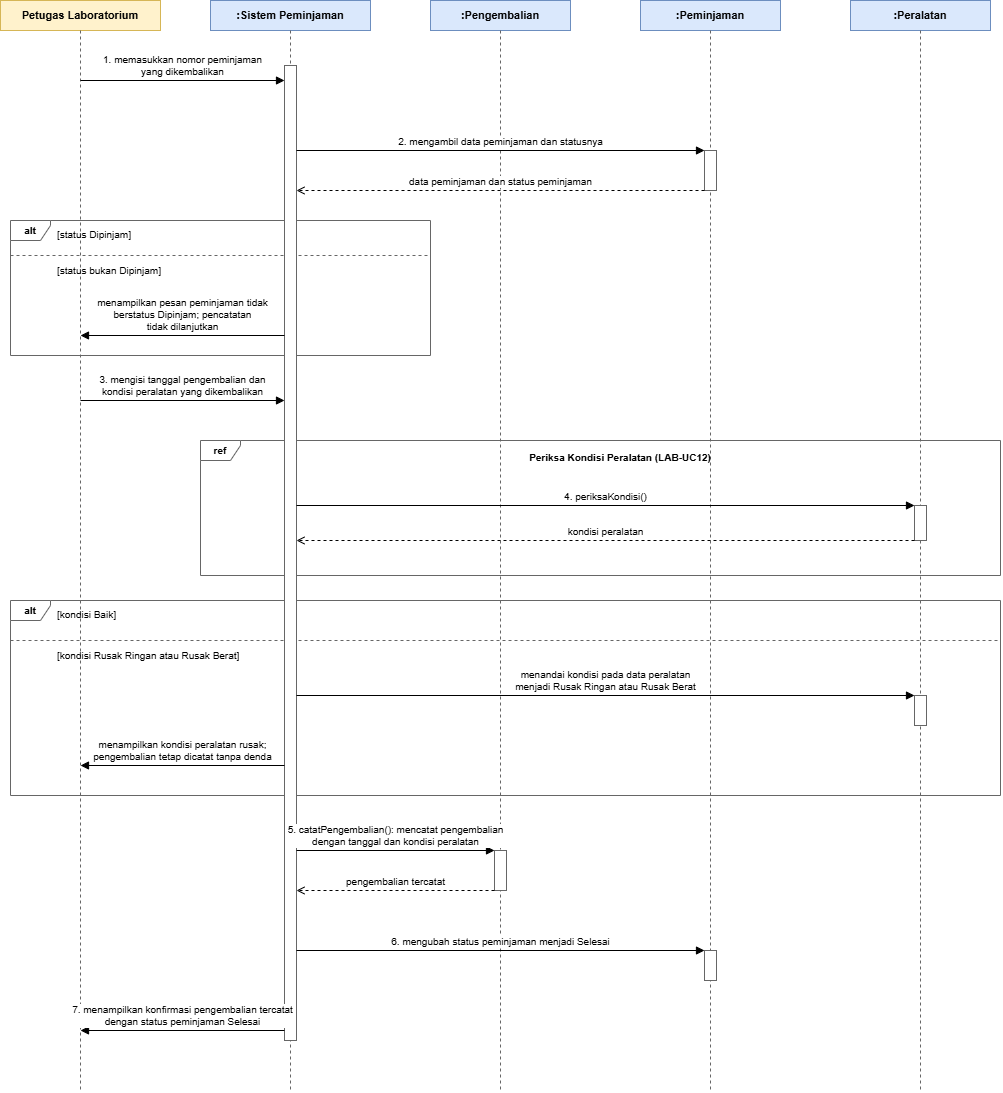 Petugas Laboratorium
:Sistem Peminjaman
:Pengembalian
:Peminjaman
:Peralatan
1. memasukkan nomor peminjaman
yang dikembalikan
2. mengambil data peminjaman dan statusnya
data peminjaman dan status peminjaman
alt
[status Dipinjam]
[status bukan Dipinjam]
menampilkan pesan peminjaman tidak
berstatus Dipinjam; pencatatan
tidak dilanjutkan
3. mengisi tanggal pengembalian dan
kondisi peralatan yang dikembalikan
ref
Periksa Kondisi Peralatan (LAB-UC12)
4. periksaKondisi()
kondisi peralatan
alt
[kondisi Baik]
[kondisi Rusak Ringan atau Rusak Berat]
menandai kondisi pada data peralatan
menjadi Rusak Ringan atau Rusak Berat
menampilkan kondisi peralatan rusak;
pengembalian tetap dicatat tanpa denda
5. catatPengembalian(): mencatat pengembalian
dengan tanggal dan kondisi peralatan
pengembalian tercatat
6. mengubah status peminjaman menjadi Selesai
7. menampilkan konfirmasi pengembalian tercatat
dengan status peminjaman Selesai